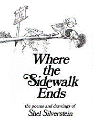 Where the
Sidewalk
Ends
the poems and drawings of
Shel Silverstein